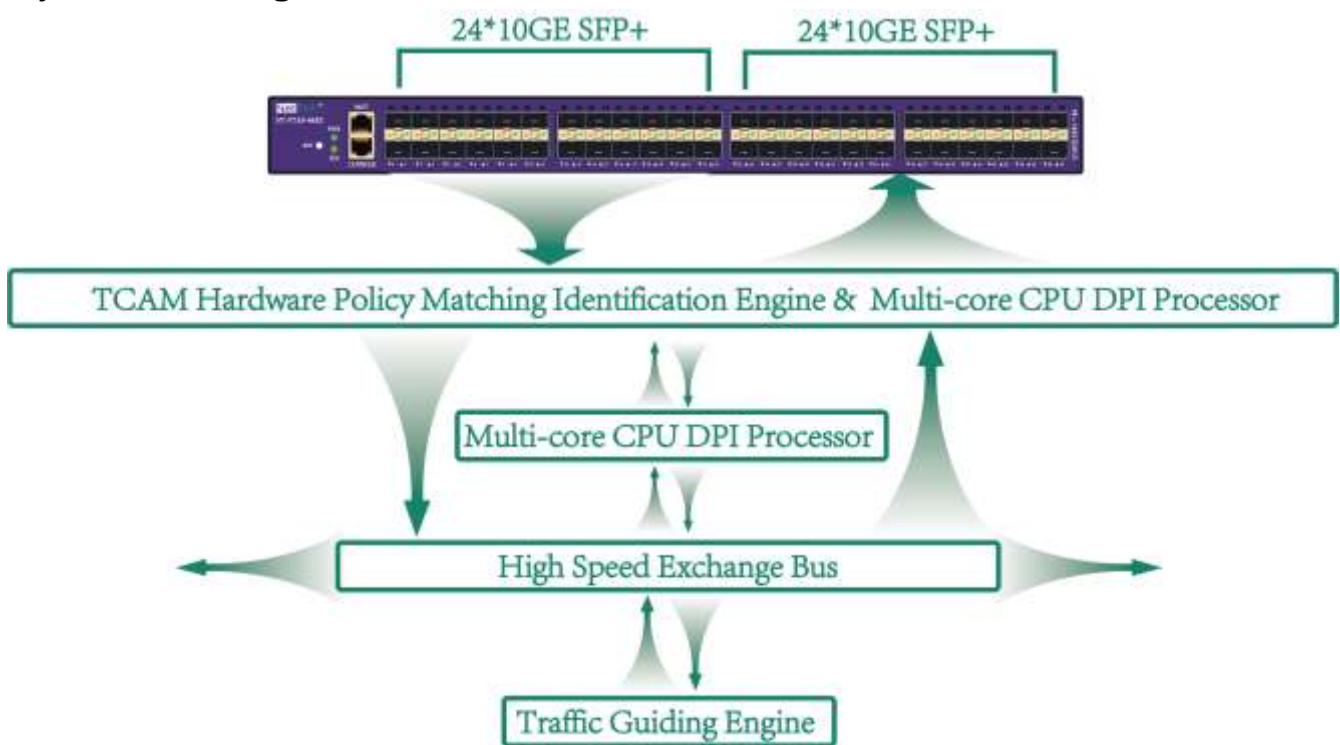 24*10GE SFP+
24*10GE SFP+
TCAM Hardware Policy Matching Identification Engine & Multi-core CPU DPI Processor
Multi-core CPU DPI Processor
High Speed Exchange Bus
Traffic Guiding Engine